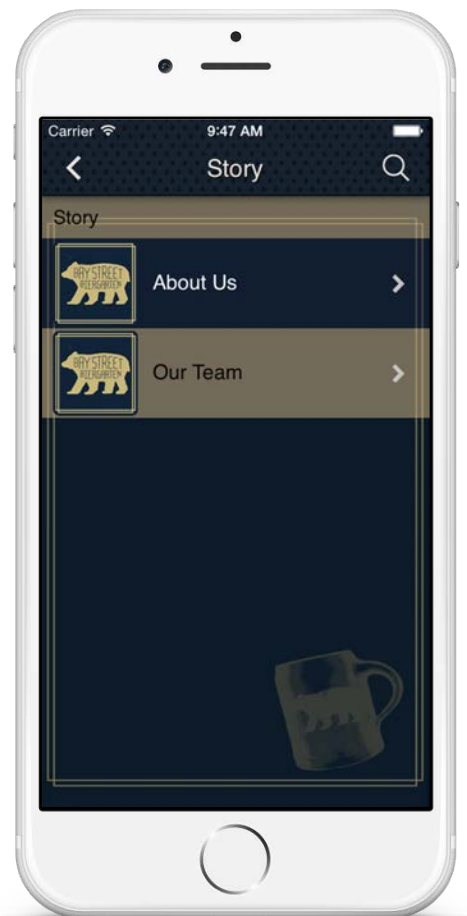 Carrier
9:47 AM
Story
Story
BAY STREET
BIERGARTEN
About Us
BAY STREET
BIERGARTEN
Our Team